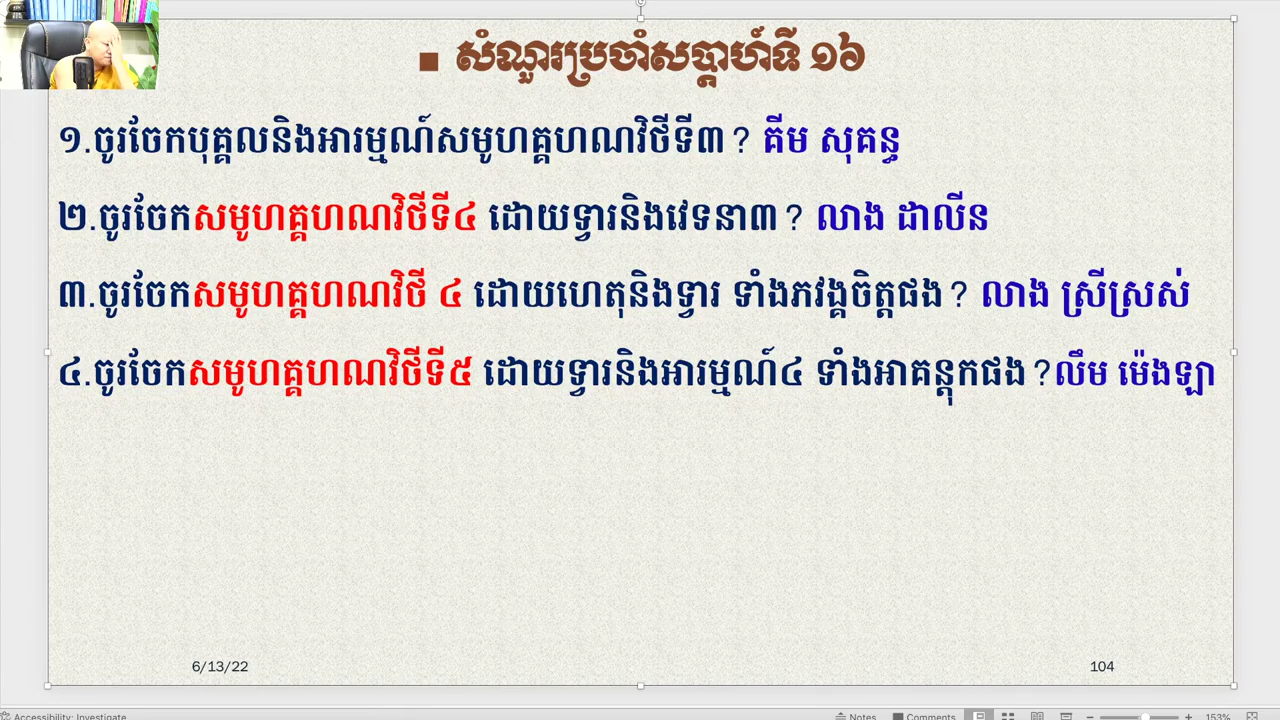 ▪ សំណួរប្រចាំសប្តាហ៍ទី ១៦
១.ចូរចែកបុគ្គលនិងអារម្មណ៍សមូហគ្គហណវិថីទី៣? គីម សុគន្ធ
២.ចូរចែកសមូហគ្គហណវិថីទី៤ ដោយទ្វារនិងវេទនា៣? លាង ដាលីន
៣.ចូរចែកសមូហគ្គហណវិថី ៤ ដោយហេតុនិងទ្វារ ទាំងភវង្គចិត្តផង? លាង ស្រីស្រស់
៤.ចូរចែកសមូហគ្គហណវិថីទី៥ ដោយទ្វារនិងអារម្មណ៍៤ ទាំងអាគន្តុកផង?លឹម ម៉េងឡា
6/13/22 104
Accessibility: Investigate Notes Comments 153%